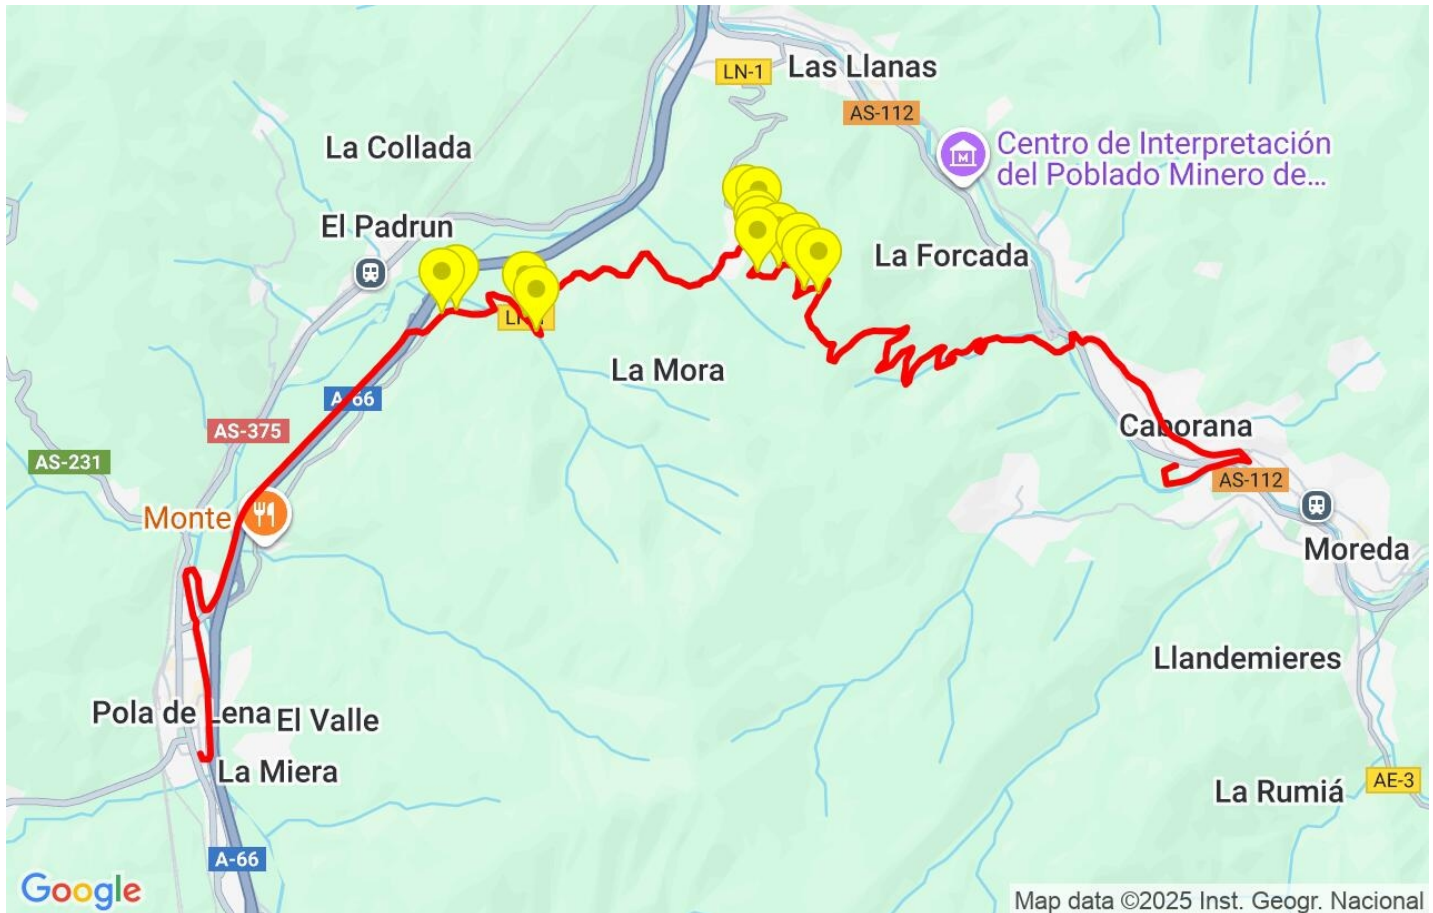 Las Llanas
LN-1
AS-112
Centro de Interpretación
del Poblado Minero de...
La Collada
El Padrun
La Forcada
La Mora
A-66
AS-375
AS-231
Caborana
AS-112
Monte
Moreda
Llandemieres
Pola de Lena
El Valle
La Miera
La Rumiá
AE-3
A-66
Google
Map data ©2025 Inst. Geogr. Nacional